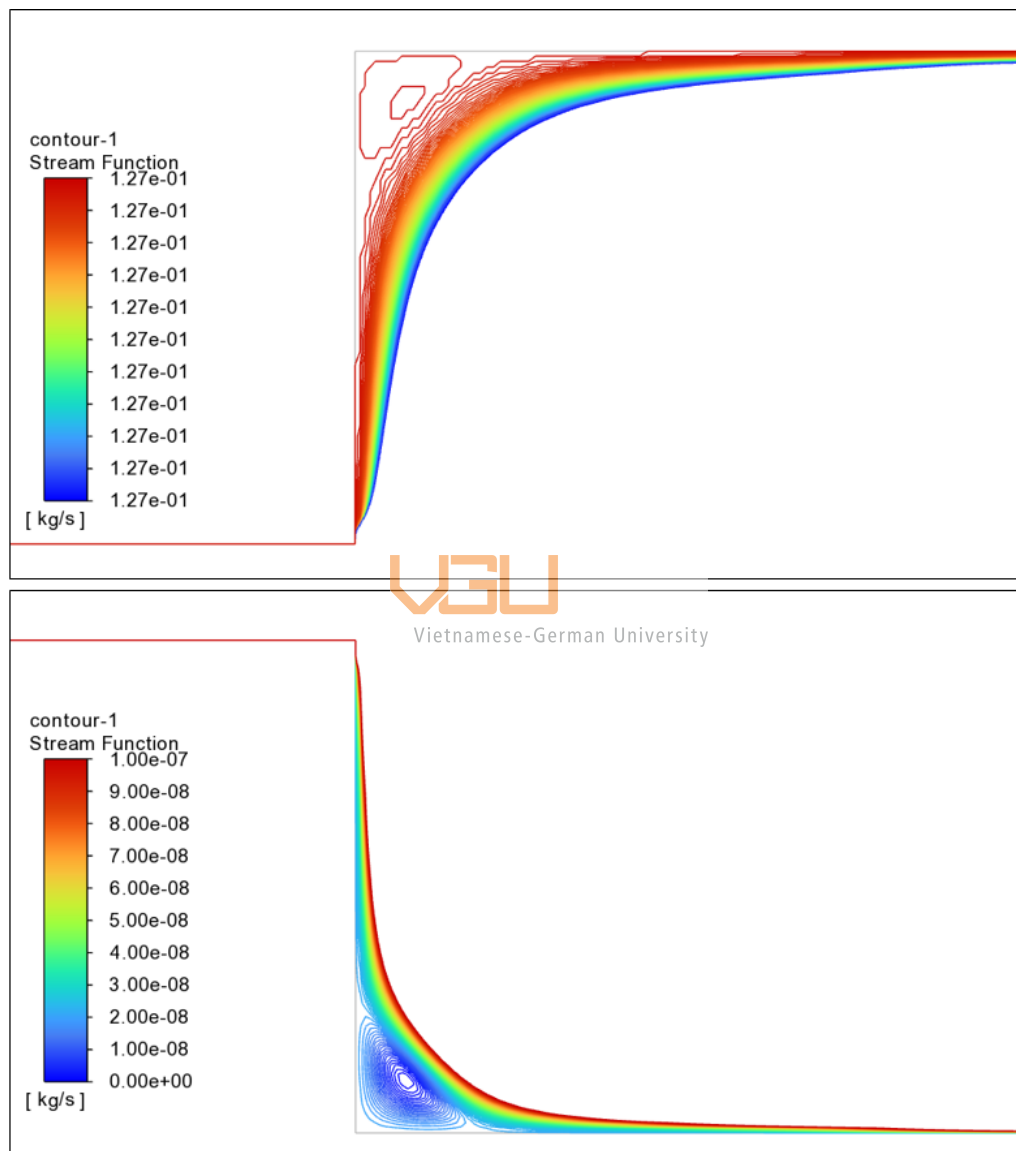 contour-1
Stream Function
1.27e-01
1.27e-01
1.27e-01
1.27e-01
1.27e-01
1.27e-01
1.27e-01
1.27e-01
1.27e-01
1.27e-01
1.27e-01
[ kg/s ]
VGU
Vietnamese-German University
contour-1
Stream Function
1.00e-07
9.00e-08
8.00e-08
7.00e-08
6.00e-08
5.00e-08
4.00e-08
3.00e-08
2.00e-08
1.00e-08
0.00e+00
[ kg/s ]